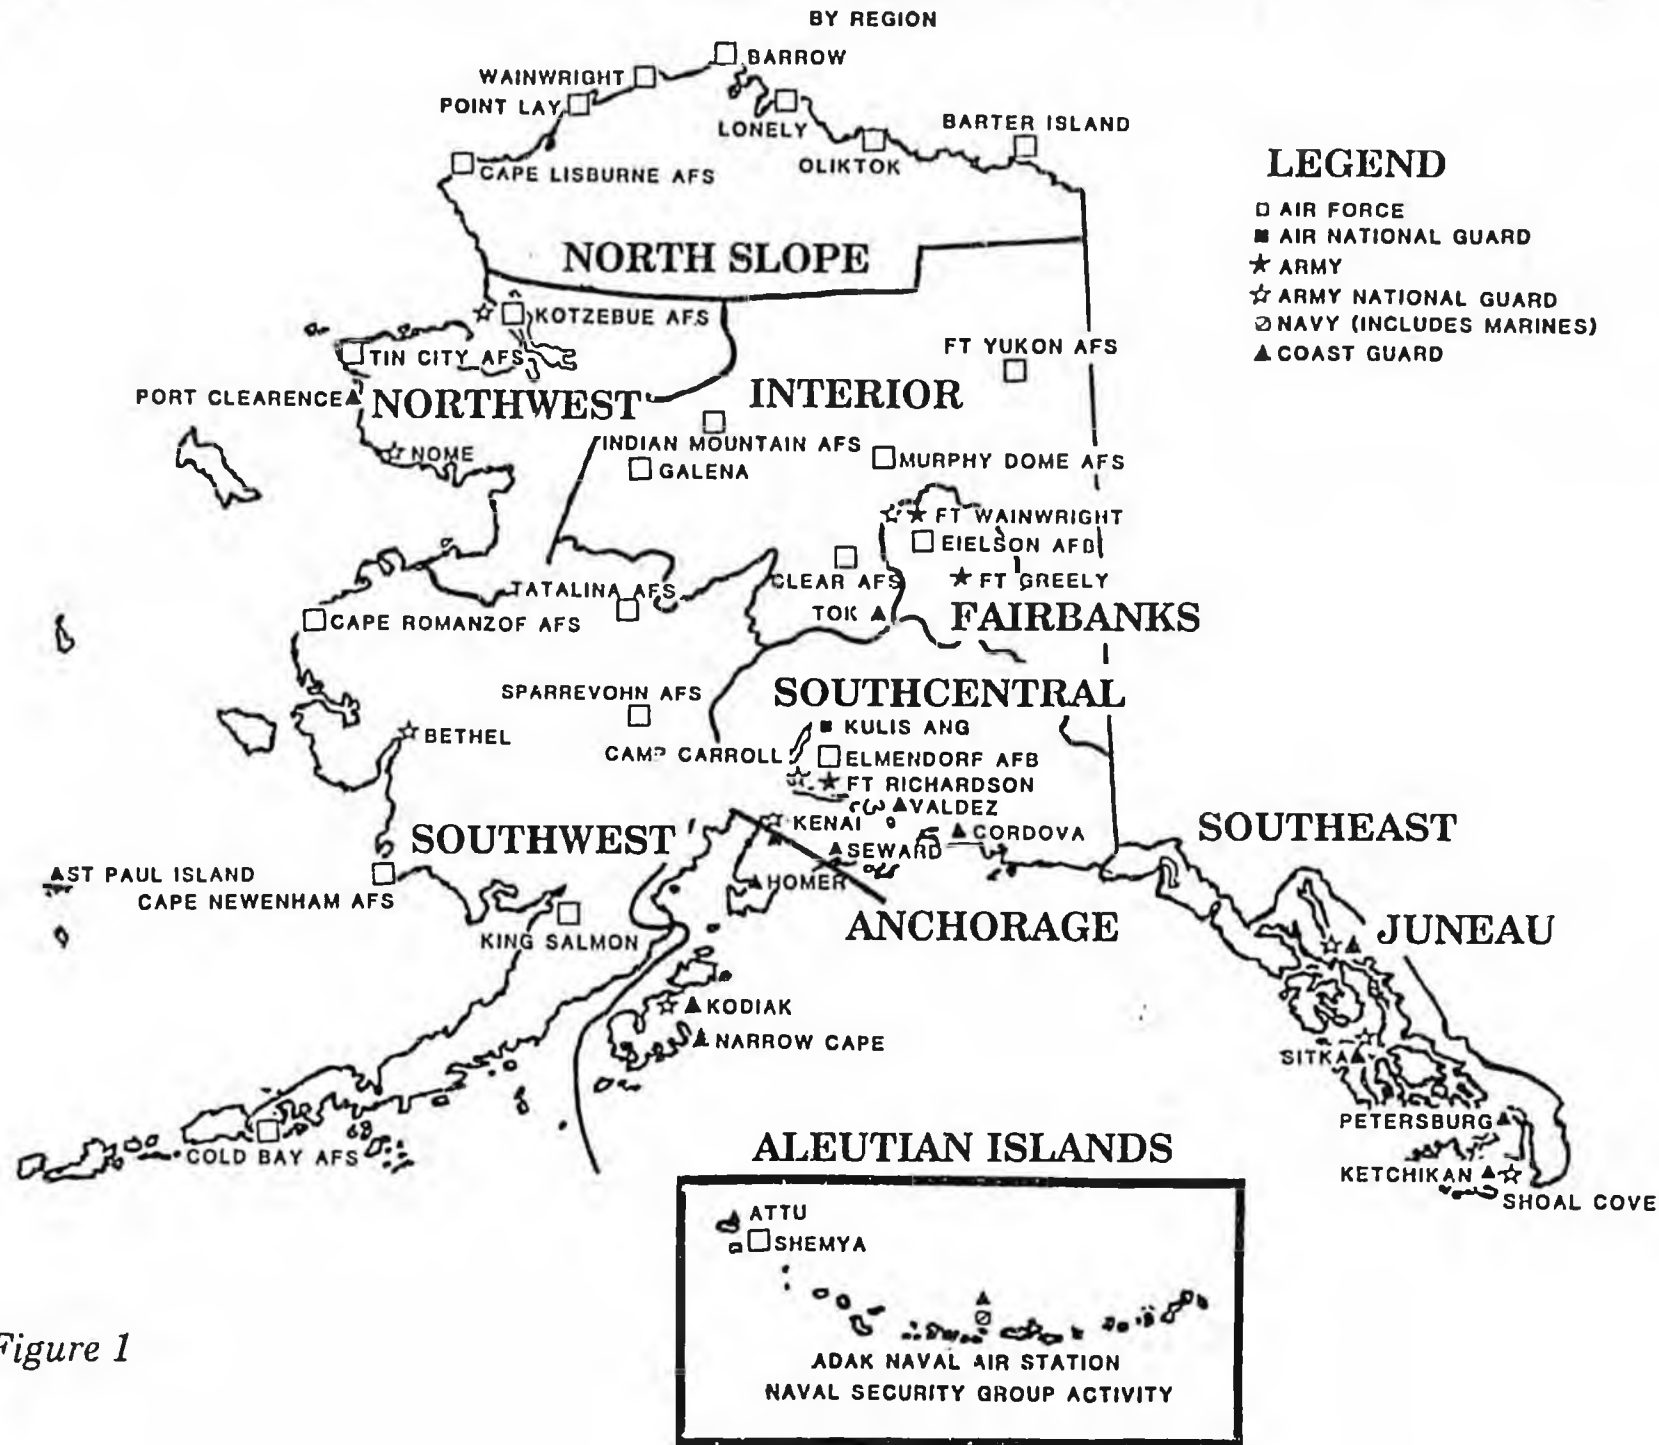 BY REGION
BARROW
WAINWRIGHT
POINT LAY
LONELY
BARTER ISLAND
OLIKTOK
CAPE LISBURNE AFS
LEGEND
AIR FORCE
AIR NATIONAL GUARD
ARMY
ARMY NATIONAL GUARD
NAVY (INCLUDES MARINES)
COAST GUARD
NORTH SLOPE
KOTZEBUE AFS
TIN CITY AFS
FT YUKON AFS
PORT CLEARENCE
NORTHWEST
INTERIOR
NOME
INDIAN MOUNTAIN AFS
GALENA
MURPHY DOME AFS
FT WAINWRIGHT
EIELSON AFB
CLEAR AFS
FT GREELY
TATALINA AFS
TOK
FAIRBANKS
CAPE ROMANZOF AFS
SPARREVOHN AFS
SOUTHCENTRAL
KULIS ANG
BETHEL
CAMP CARROLL
ELMENDORF AFB
FT RICHARDSON
VALDEZ
KENAI
CORDOVA
SOUTHEAST
SOUTHWEST
SEWARD
ST PAUL ISLAND
HOMER
CAPE NEWENHAM AFS
KING SALMON
ANCHORAGE
JUNEAU
KODIAK
NARROW CAPE
SITKA
PETERSBURG
COLD BAY AFS
ALEUTIAN ISLANDS
KETCHIKAN
SHOAL COVE
ATTU
SHEMYA
ADAK NAVAL AIR STATION
NAVAL SECURITY GROUP ACTIVITY
Figure 1